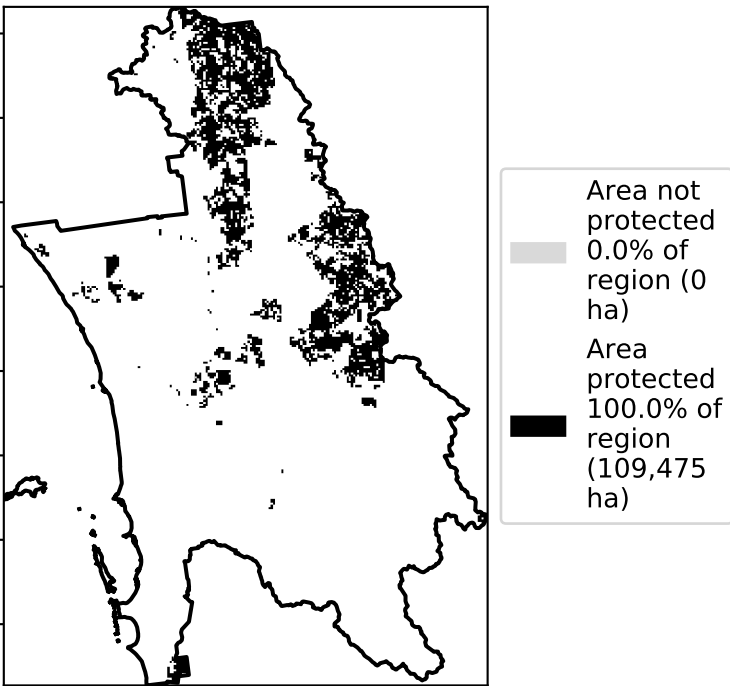 Area not
protected
0.0% of
region (0
ha)
Area
protected
100.0% of
region
(109,475
ha)